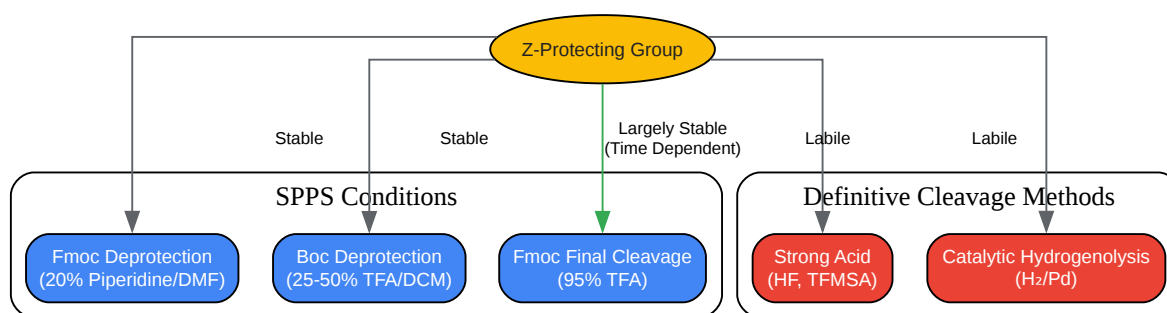 Z-Protecting Group
Stable
Stable
Largely Stable
(Time Dependent)
Labile
Labile
SPPS Conditions
Definitive Cleavage Methods
Fmoc Deprotection
(20% Piperidine/DMF)
Boc Deprotection
(25-50% TFA/DCM)
Fmoc Final Cleavage
(95% TFA)
Strong Acid
(HF, TFMSA)
Catalytic Hydrogenolysis
(H₂/Pd)